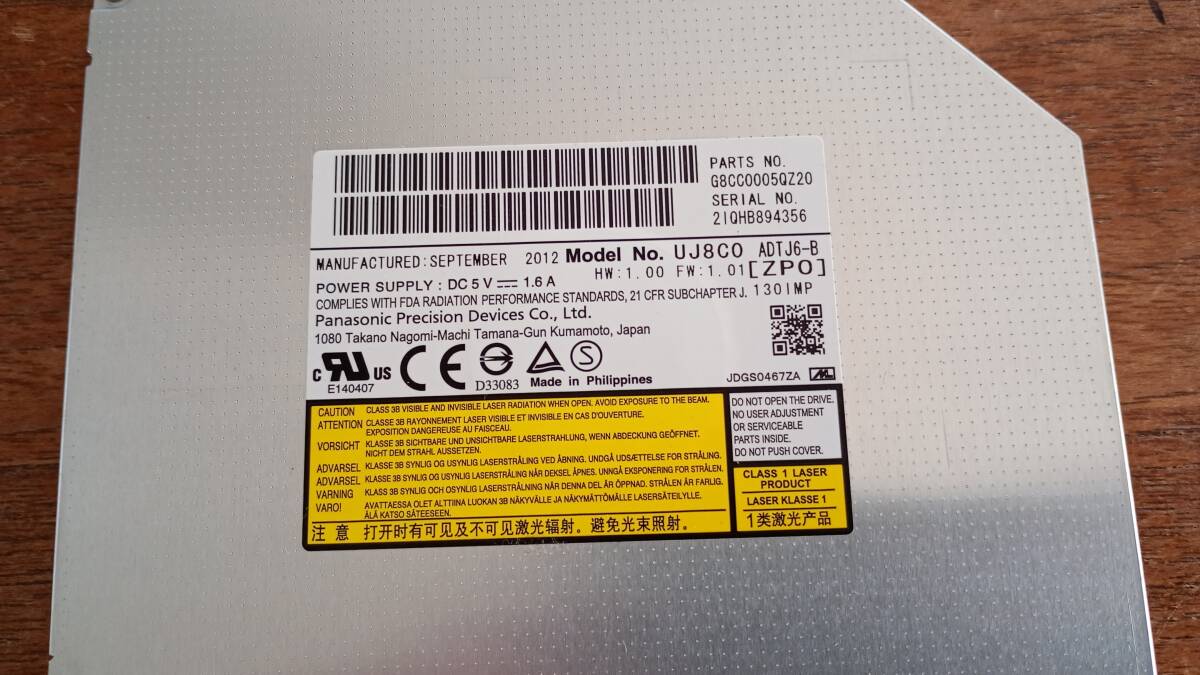 PARTS NO.
G8CC0005QZ20
SERIAL NO.
2IQHB894356
MANUFACTURED:SEPTEMBER 2012 Model No. UJ8C0 ADTJ6-B
HW:1.00 FW:1.01 [ZP0]
POWER SUPPLY : DC 5 V 1.6 A
COMPLIES WITH FDA RADIATION PERFORMANCE STANDARDS, 21 CFR SUBCHAPTER J. 130IMP
Panasonic Precision Devices Co., Ltd.
1080 Takano Nagomi-Machi Tamana-Gun Kumamoto, Japan
c RU US CE S
E140407 D33083 Made in Philippines
JDGS0467ZA
CAUTION CLASS 3B VISIBLE AND INVISIBLE LASER RADIATION WHEN OPEN. AVOID EXPOSURE TO THE BEAM.
ATTENTION CLASSE 3B RAYONNEMENT LASER VISIBLE ET INVISIBLE EN CAS D'OUVERTURE.
EXPOSITION DANGEREUSE AU FAISCEAU.
VORSICHT KLASSE 3B SICHTBARE UND UNSICHTBARE LASERSTRAHLUNG, WENN ABDECKUNG GEÖFFNET.
NICHT DEM STRAHL AUSSETZEN.
ADVARSEL KLASSE 3B SYNLIG OG USYNLIG LASERSTRÅLING VED ÅBNING. UNDGÅ UDSÆTTELSE FOR STRÅLING.
ADVARSEL KLASSE 3B SYNLIG OG USYNLIG LASERSTRÅLING NÅR DEKSEL ÅPNES. UNNGÅ EKSPONERING FOR STRÅLEN.
VARNING KLASS 3B SYNLIG OCH OSYNLIG LASERSTRÅLNING NÄR DENNA DEL ÄR ÖPPNAD. STRÅLEN ÄR FARLIG.
VARO! AVATTAESSA OLET ALTTIINA LUOKAN 3B NÄKYVÄLLE JA NÄKYMÄTTÖMÄLLE LASERSÄTEILYLLE.
ÄLÄ KATSO SÄTEESEEN.
注 意 打开时有可见及不可见激光辐射。避免光束照射。
DO NOT OPEN THE DRIVE.
NO USER ADJUSTMENT
OR SERVICEABLE
PARTS INSIDE.
DO NOT PUSH COVER.
CLASS 1 LASER
PRODUCT
LASER KLASSE 1
1类激光产品